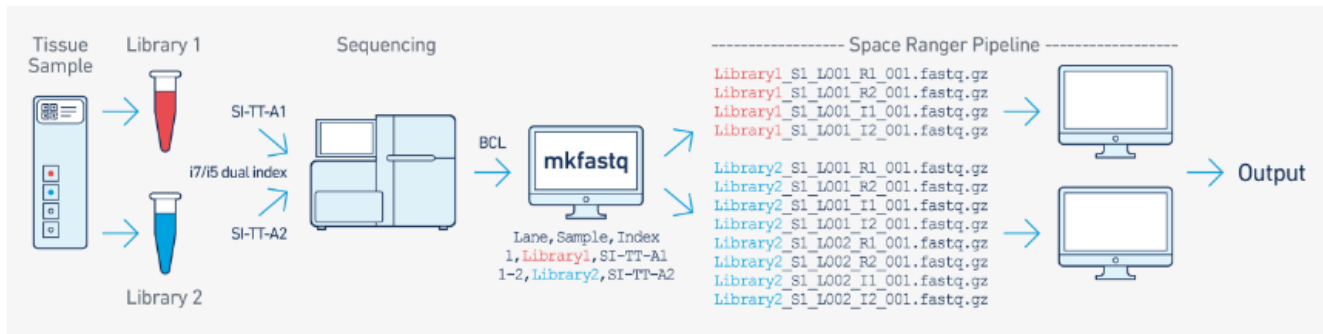 Tissue
Sample
Library 1
Library 2
SI-TT-A1
i7/i5 dual index
SI-TT-A2
Sequencing
BCL
mkfastq
Lane,Sample,Index
1,Library1,SI-TT-A1
1-2,Library2,SI-TT-A2
Space Ranger Pipeline
Library1_S1_L001_R1_001.fastq.gz
Library1_S1_L001_R2_001.fastq.gz
Library1_S1_L001_I1_001.fastq.gz
Library1_S1_L001_I2_001.fastq.gz
Library2_S1_L001_R1_001.fastq.gz
Library2_S1_L001_R2_001.fastq.gz
Library2_S1_L001_I1_001.fastq.gz
Library2_S1_L001_I2_001.fastq.gz
Library2_S1_L002_R1_001.fastq.gz
Library2_S1_L002_R2_001.fastq.gz
Library2_S1_L002_I1_001.fastq.gz
Library2_S1_L002_I2_001.fastq.gz
Output